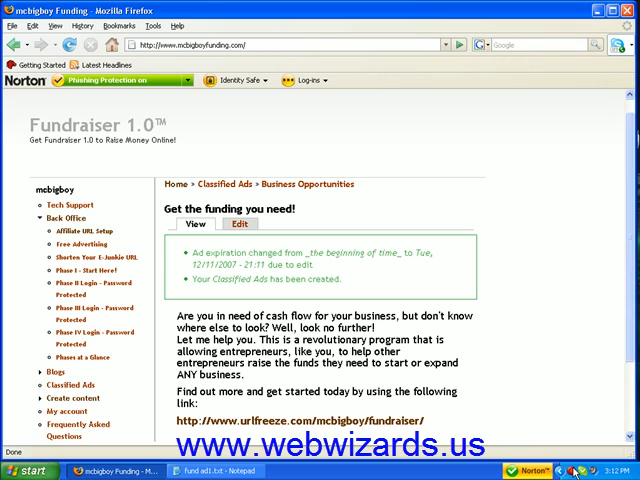 mcbigboy Funding - Mozilla Firefox
File Edit View History Bookmarks Tools Help
http://www.mcbigboyfunding.com/
Google
Getting Started Latest Headlines
Norton Phishing Protection on Identity Safe Log-ins
Fundraiser 1.0™
Get Fundraiser 1.0 to Raise Money Online!
mcbigboy
Tech Support
Back Office
Affiliate URL Setup
Free Advertising
Shorten Your E-Junkie URL
Phase I - Start Here!
Phase II Login - Password
Protected
Phase III Login - Password
Protected
Phase IV Login - Password
Protected
Phases at a Glance
Blogs
Classified Ads
Create content
My account
Frequently Asked
Questions
Home » Classified Ads » Business Opportunities
Get the funding you need!
View Edit
Ad expiration changed from _the beginning of time_ to Tue,
12/11/2007 - 21:11 due to edit
Your Classified Ads has been created.
Are you in need of cash flow for your business, but don't know
where else to look? Well, look no further!
Let me help you. This is a revolutionary program that is
allowing entrepreneurs, like you, to help other
entrepreneurs raise the funds they need to start or expand
ANY business.
Find out more and get started today by using the following
link:
http://www.urlfreeze.com/mcbigboy/fundraiser/
www.webwizards.us
Done
start mcbigboy Funding - M... fund ad1.txt - Notepad Norton™ 3:12 PM